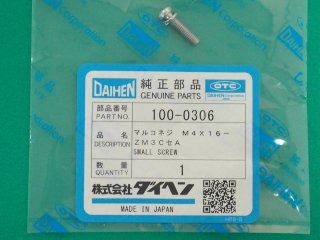 DAIHEN 純正部品 OTC
GENUINE PARTS DAIHEN Corporation
部品番号
PART NO. 100-0306
品名 マルコネジ M4X16-
DESCRIPTION ZM3CセA
SMALL SCREW
数量
QUANTITY 1
株式会社ダイヘン
MADE IN JAPAN